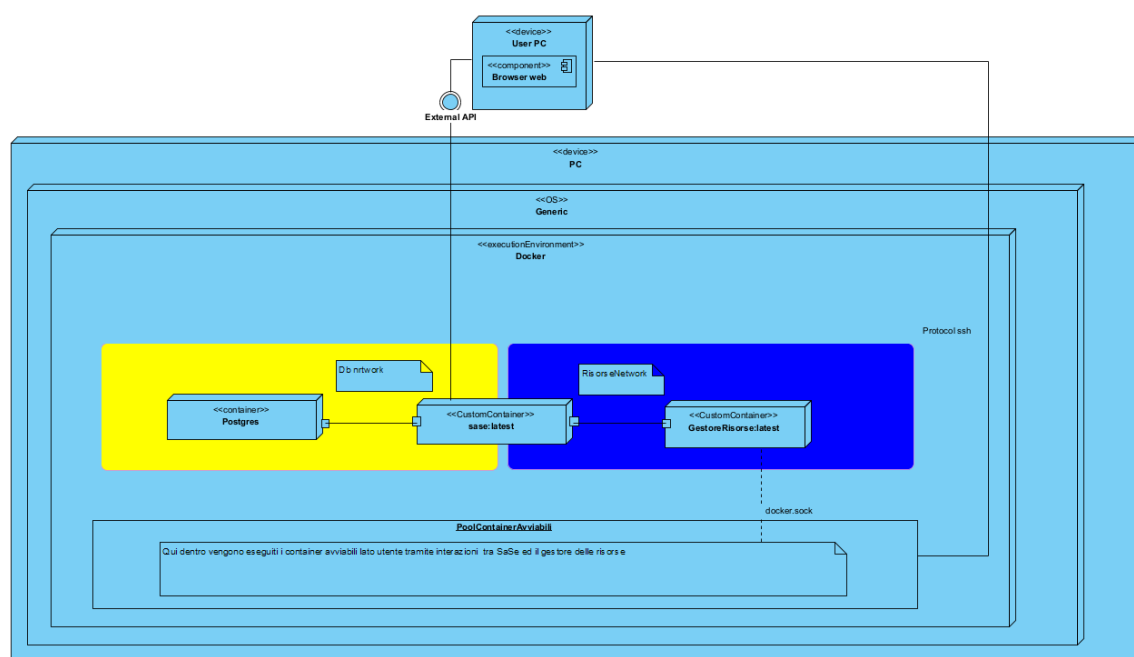 <<device>>
User PC
<<component>>
Browser web
External API
<<device>>
PC
<<OS>>
Generic
<<executionEnvironment>>
Docker
Protocol ssh
Db nrtwork
RisorseNetwork
<<container>>
Postgres
<<CustomContainer>>
sase:latest
<<CustomContainer>>
GestoreRisorse:latest
docker.sock
PoolContainerAvviabili
Qui dentro vengono eseguiti i container avviabili lato utente tramite interazioni tra SaSe ed il gestore delle risorse